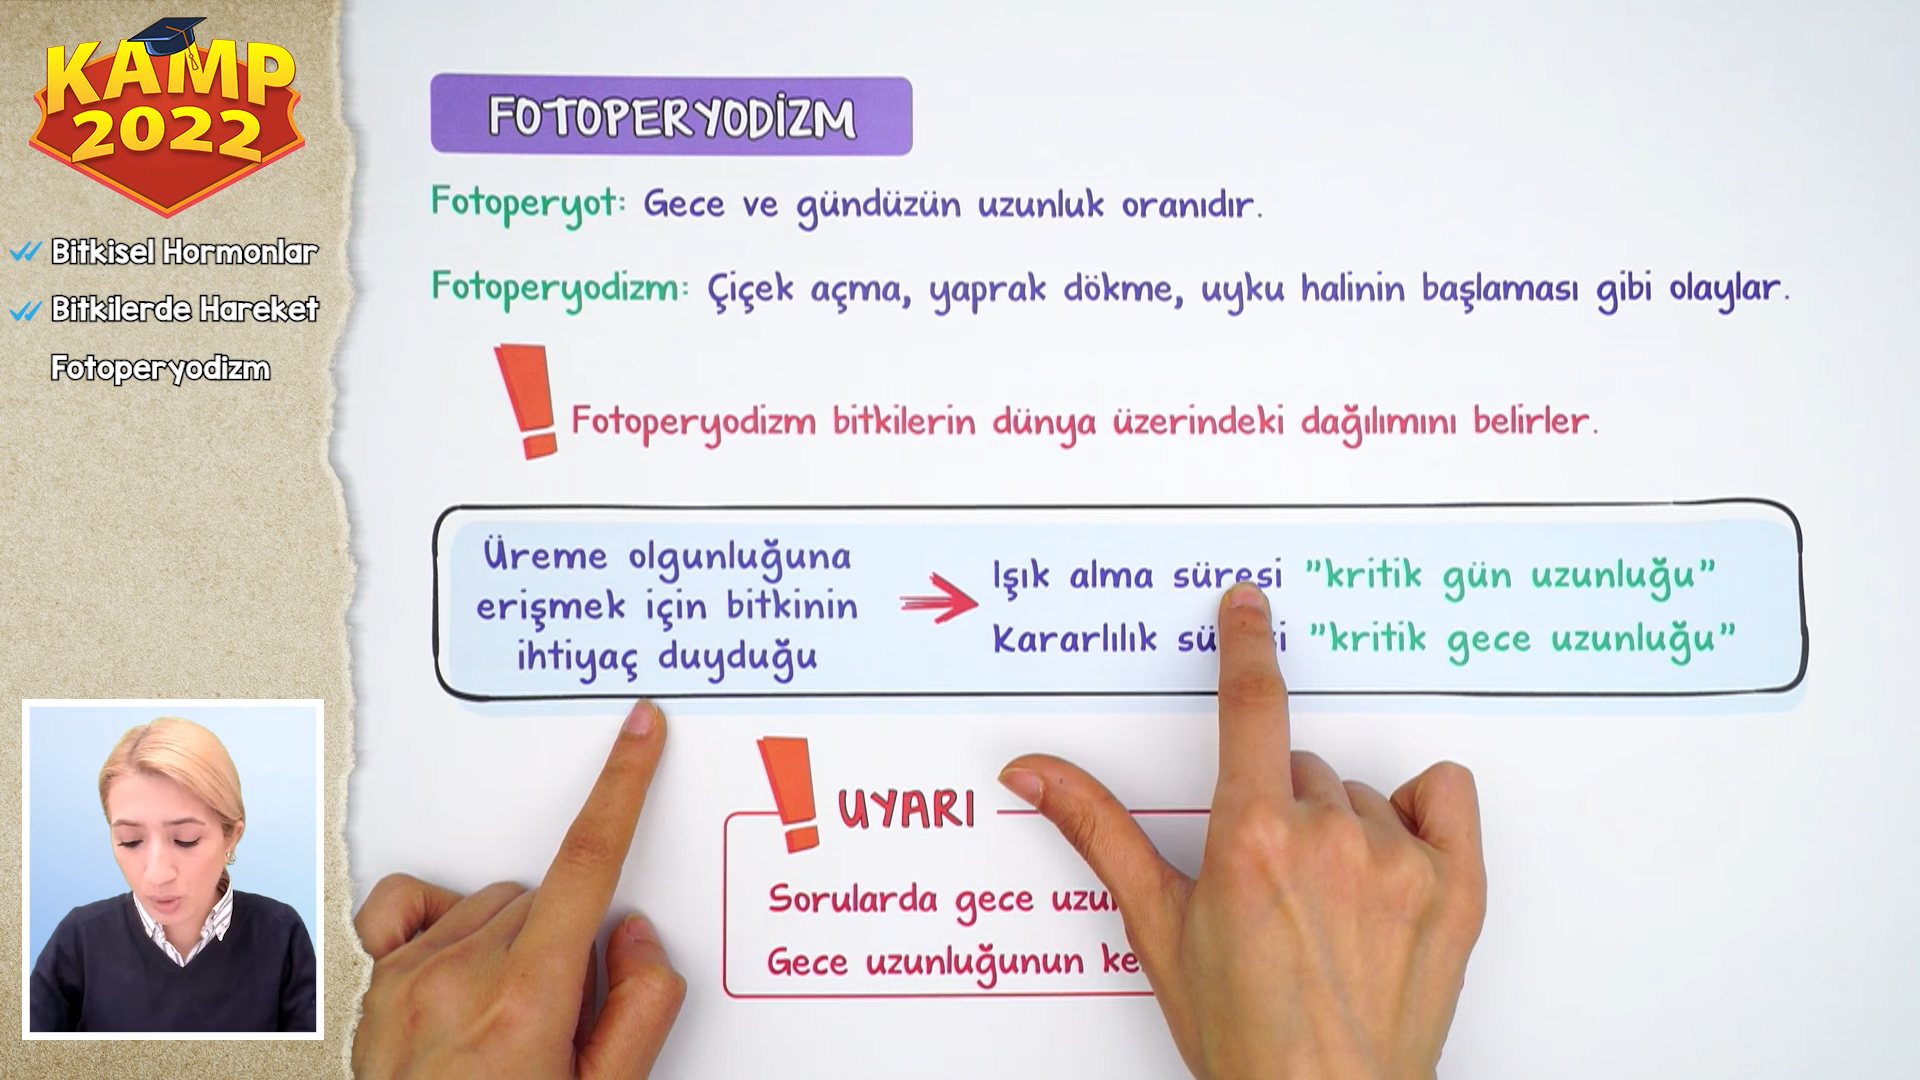 KAMP
2022
Bitkisel Hormonlar
Bitkilerde Hareket
Fotoperyodizm
FOTOPERYODİZM
Fotoperyot: Gece ve gündüzün uzunluk oranıdır.
Fotoperyodizm: Çiçek açma, yaprak dökme, uyku halinin başlaması gibi olaylar.
Fotoperyodizm bitkilerin dünya üzerindeki dağılımını belirler.
Üreme olgunluğuna
erişmek için bitkinin
ihtiyaç duyduğu
Işık alma süresi "kritik gün uzunluğu"
Kararlılık "kritik gece uzunluğu"
UYARI
Sorularda gece
Gece uzunluğunun